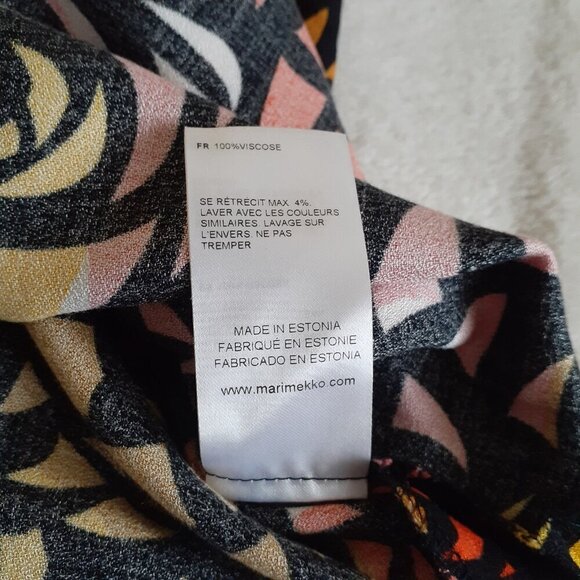 FR 100%VISCOSE
SE RÉTRÉCIT MAX. 4%.
LAVER AVEC LES COULEURS
SIMILAIRES. LAVAGE SUR
L'ENVERS. NE PAS
TREMPER
MADE IN ESTONIA
FABRIQUÉ EN ESTONIE
FABRICADO EN ESTONIA
www.marimekko.com